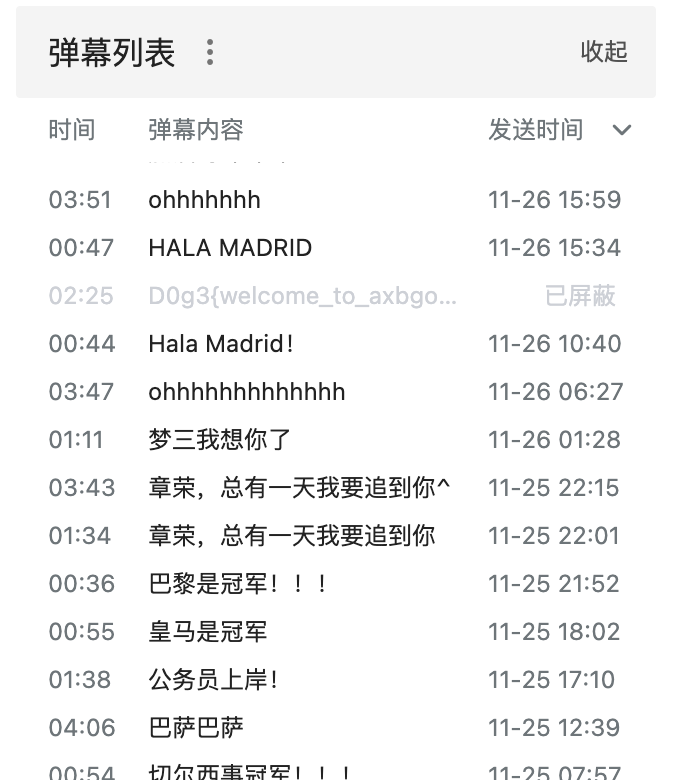 弹幕列表 收起
时间 弹幕内容 发送时间
03:51 ohhhhhhh 11-26 15:59
00:47 HALA MADRID 11-26 15:34
02:25 D0g3{welcome_to_axbgo... 已屏蔽
00:44 Hala Madrid! 11-26 10:40
03:47 ohhhhhhhhhhhhhh 11-26 06:27
01:11 梦三我想你了 11-26 01:28
03:43 章荣，总有一天我要追到你^ 11-25 22:15
01:34 章荣，总有一天我要追到你 11-25 22:01
00:36 巴黎是冠军！！！ 11-25 21:52
00:55 皇马是冠军 11-25 18:02
01:38 公务员上岸！ 11-25 17:10
04:06 巴萨巴萨 11-25 12:39
00:54 切尔西事冠军！！！ 11-25 07:57